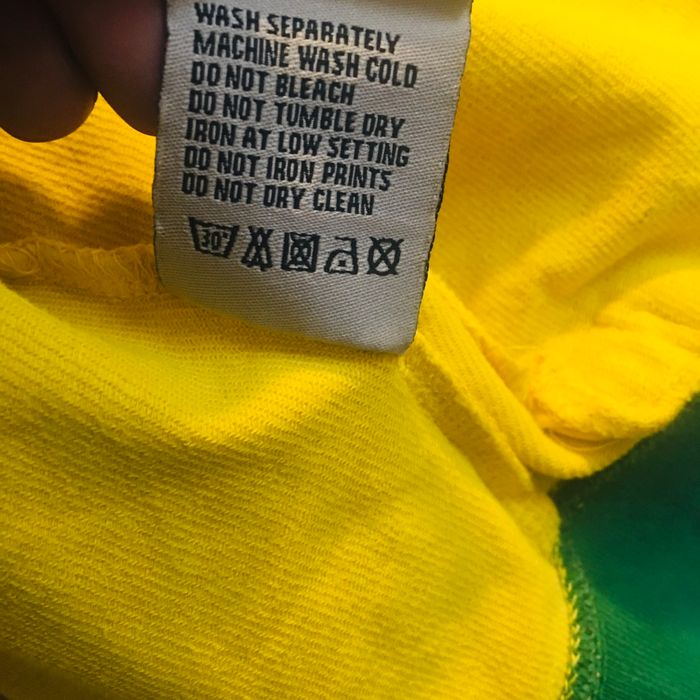 WASH SEPARATELY
MACHINE WASH COLD
DO NOT BLEACH
DO NOT TUMBLE DRY
IRON AT LOW SETTING
DO NOT IRON PRINTS
DO NOT DRY CLEAN
30°